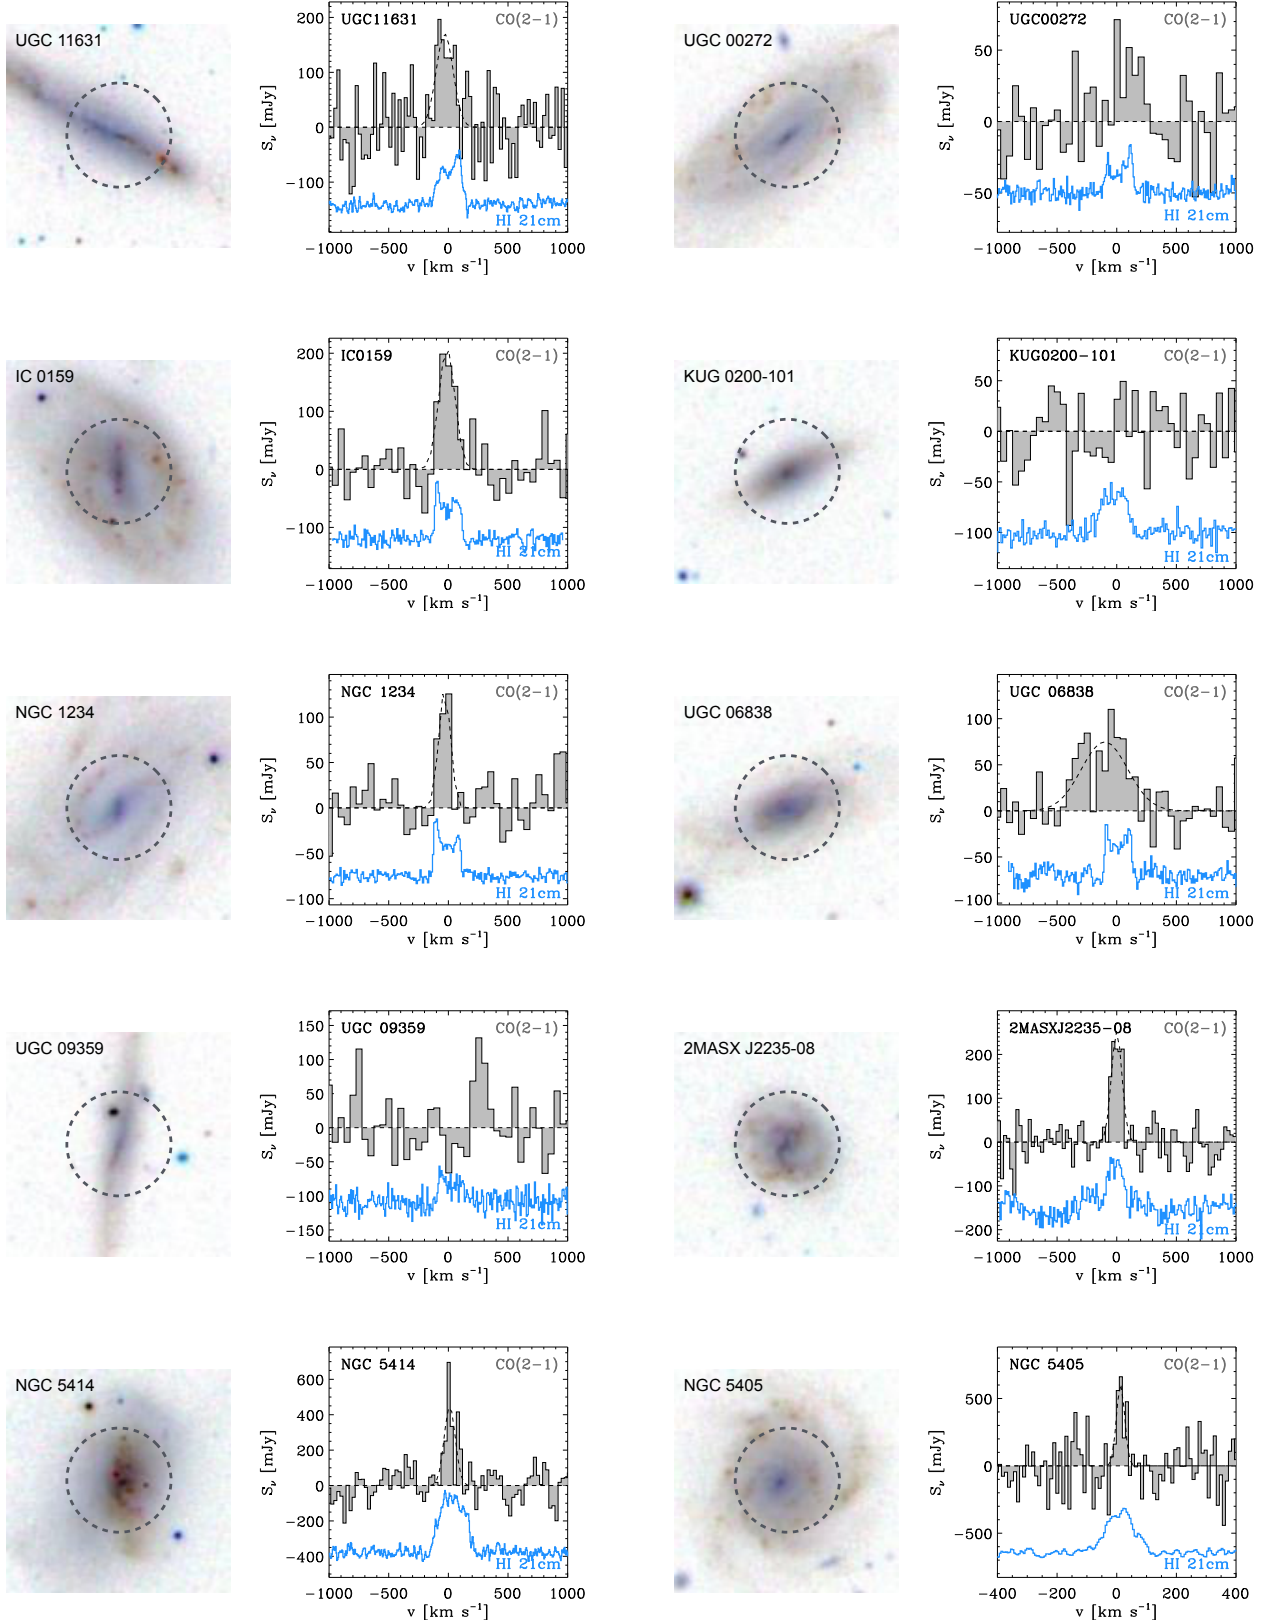 UGC 11631
UGC11631 CO(2-1)
200
100
0
-100
Sν [mJy]
HI 21cm
-1000 -500 0 500 1000
v [km s⁻¹]
UGC 00272
UGC00272 CO(2-1)
50
0
-50
Sν [mJy]
HI 21cm
-1000 -500 0 500 1000
v [km s⁻¹]
IC 0159
IC0159 CO(2-1)
200
100
0
-100
Sν [mJy]
HI 21cm
-1000 -500 0 500 1000
v [km s⁻¹]
KUG 0200-101
KUG0200-101 CO(2-1)
50
0
-50
-100
Sν [mJy]
HI 21cm
-1000 -500 0 500 1000
v [km s⁻¹]
NGC 1234
NGC 1234 CO(2-1)
100
50
0
-50
-100
Sν [mJy]
HI 21cm
-1000 -500 0 500 1000
v [km s⁻¹]
UGC 06838
UGC 06838 CO(2-1)
100
50
0
-50
-100
Sν [mJy]
HI 21cm
-1000 -500 0 500 1000
v [km s⁻¹]
UGC 09359
UGC 09359 CO(2-1)
150
100
50
0
-50
-100
-150
Sν [mJy]
HI 21cm
-1000 -500 0 500 1000
v [km s⁻¹]
2MASX J2235-08
2MASXJ2235-08 CO(2-1)
200
100
0
-100
-200
Sν [mJy]
HI 21cm
-1000 -500 0 500 1000
v [km s⁻¹]
NGC 5414
NGC 5414 CO(2-1)
600
400
200
0
-200
-400
Sν [mJy]
HI 21cm
-1000 -500 0 500 1000
v [km s⁻¹]
NGC 5405
NGC 5405 CO(2-1)
500
0
-500
Sν [mJy]
HI 21cm
-400 -200 0 200 400
v [km s⁻¹]